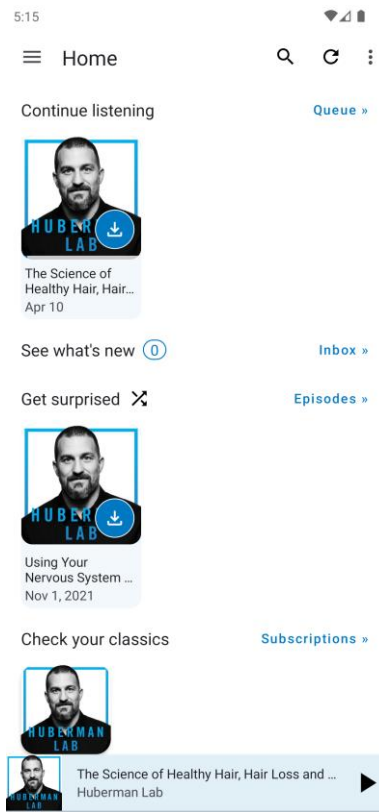 5:15
Home
Continue listening
Queue »
HUBERMAN
LAB
The Science of
Healthy Hair, Hair...
Apr 10
See what's new 0
Inbox »
Get surprised
Episodes »
HUBERMAN
LAB
Using Your
Nervous System ...
Nov 1, 2021
Check your classics
Subscriptions »
HUBERMAN
LAB
HUBERMAN
LAB
The Science of Healthy Hair, Hair Loss and ...
Huberman Lab